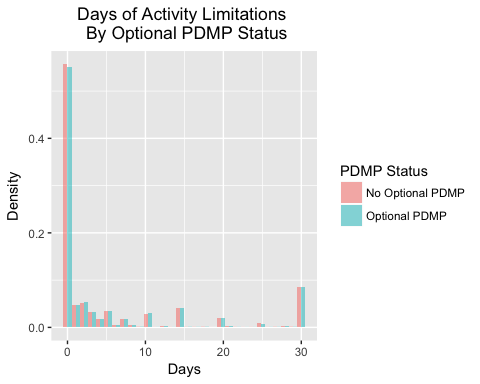 Days of Activity Limitations
By Optional PDMP Status
Density
0.4
0.2
0.0
0
10
20
30
Days
PDMP Status
No Optional PDMP
Optional PDMP